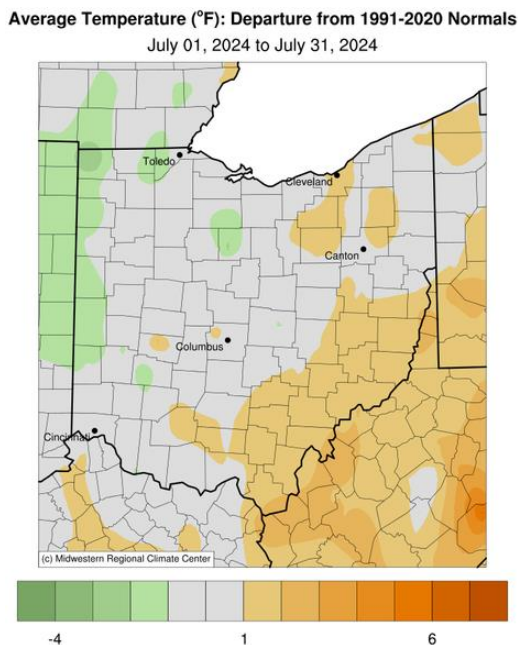 Average Temperature (°F): Departure from 1991-2020 Normals
July 01, 2024 to July 31, 2024
Toledo
Cleveland
Canton
Columbus
Cincinnati
(c) Midwestern Regional Climate Center
-4 1 6